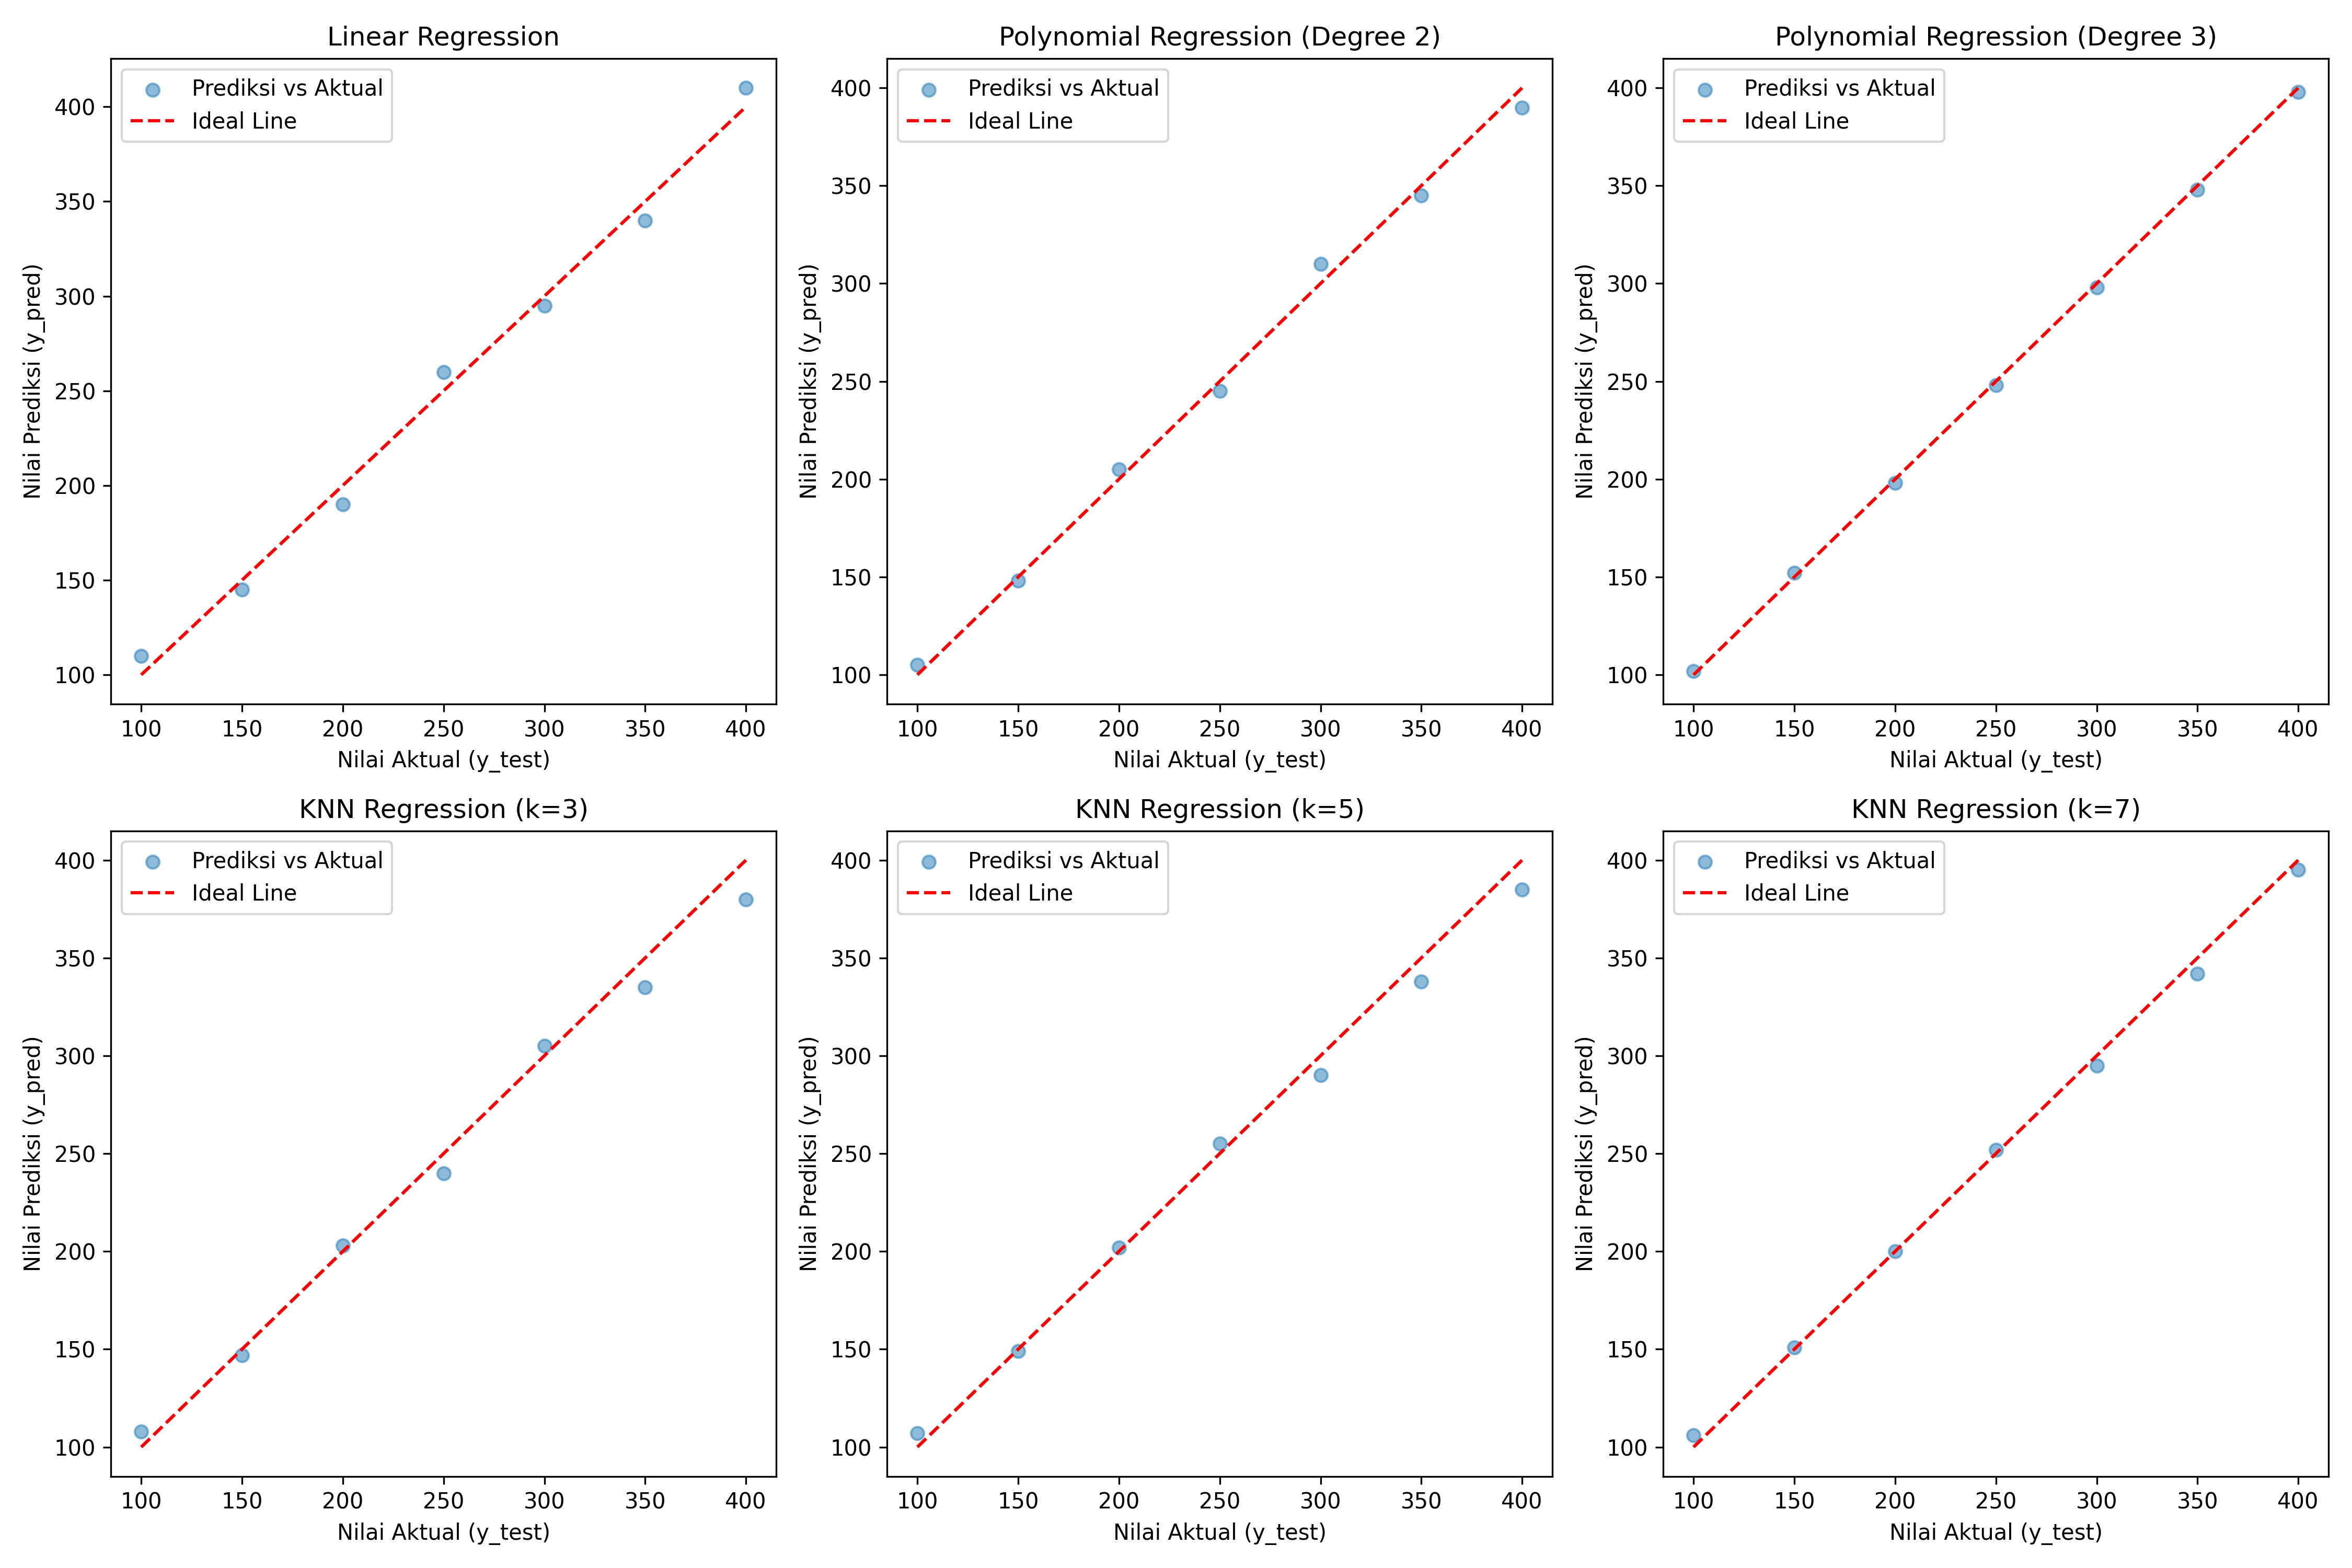 Linear Regression
Prediksi vs Aktual
Ideal Line
400
350
300
250
200
150
100
Nilai Prediksi (y_pred)
100 150 200 250 300 350 400
Nilai Aktual (y_test)
Polynomial Regression (Degree 2)
Prediksi vs Aktual
Ideal Line
400
350
300
250
200
150
100
Nilai Prediksi (y_pred)
100 150 200 250 300 350 400
Nilai Aktual (y_test)
Polynomial Regression (Degree 3)
Prediksi vs Aktual
Ideal Line
400
350
300
250
200
150
100
Nilai Prediksi (y_pred)
100 150 200 250 300 350 400
Nilai Aktual (y_test)
KNN Regression (k=3)
Prediksi vs Aktual
Ideal Line
400
350
300
250
200
150
100
Nilai Prediksi (y_pred)
100 150 200 250 300 350 400
Nilai Aktual (y_test)
KNN Regression (k=5)
Prediksi vs Aktual
Ideal Line
400
350
300
250
200
150
100
Nilai Prediksi (y_pred)
100 150 200 250 300 350 400
Nilai Aktual (y_test)
KNN Regression (k=7)
Prediksi vs Aktual
Ideal Line
400
350
300
250
200
150
100
Nilai Prediksi (y_pred)
100 150 200 250 300 350 400
Nilai Aktual (y_test)